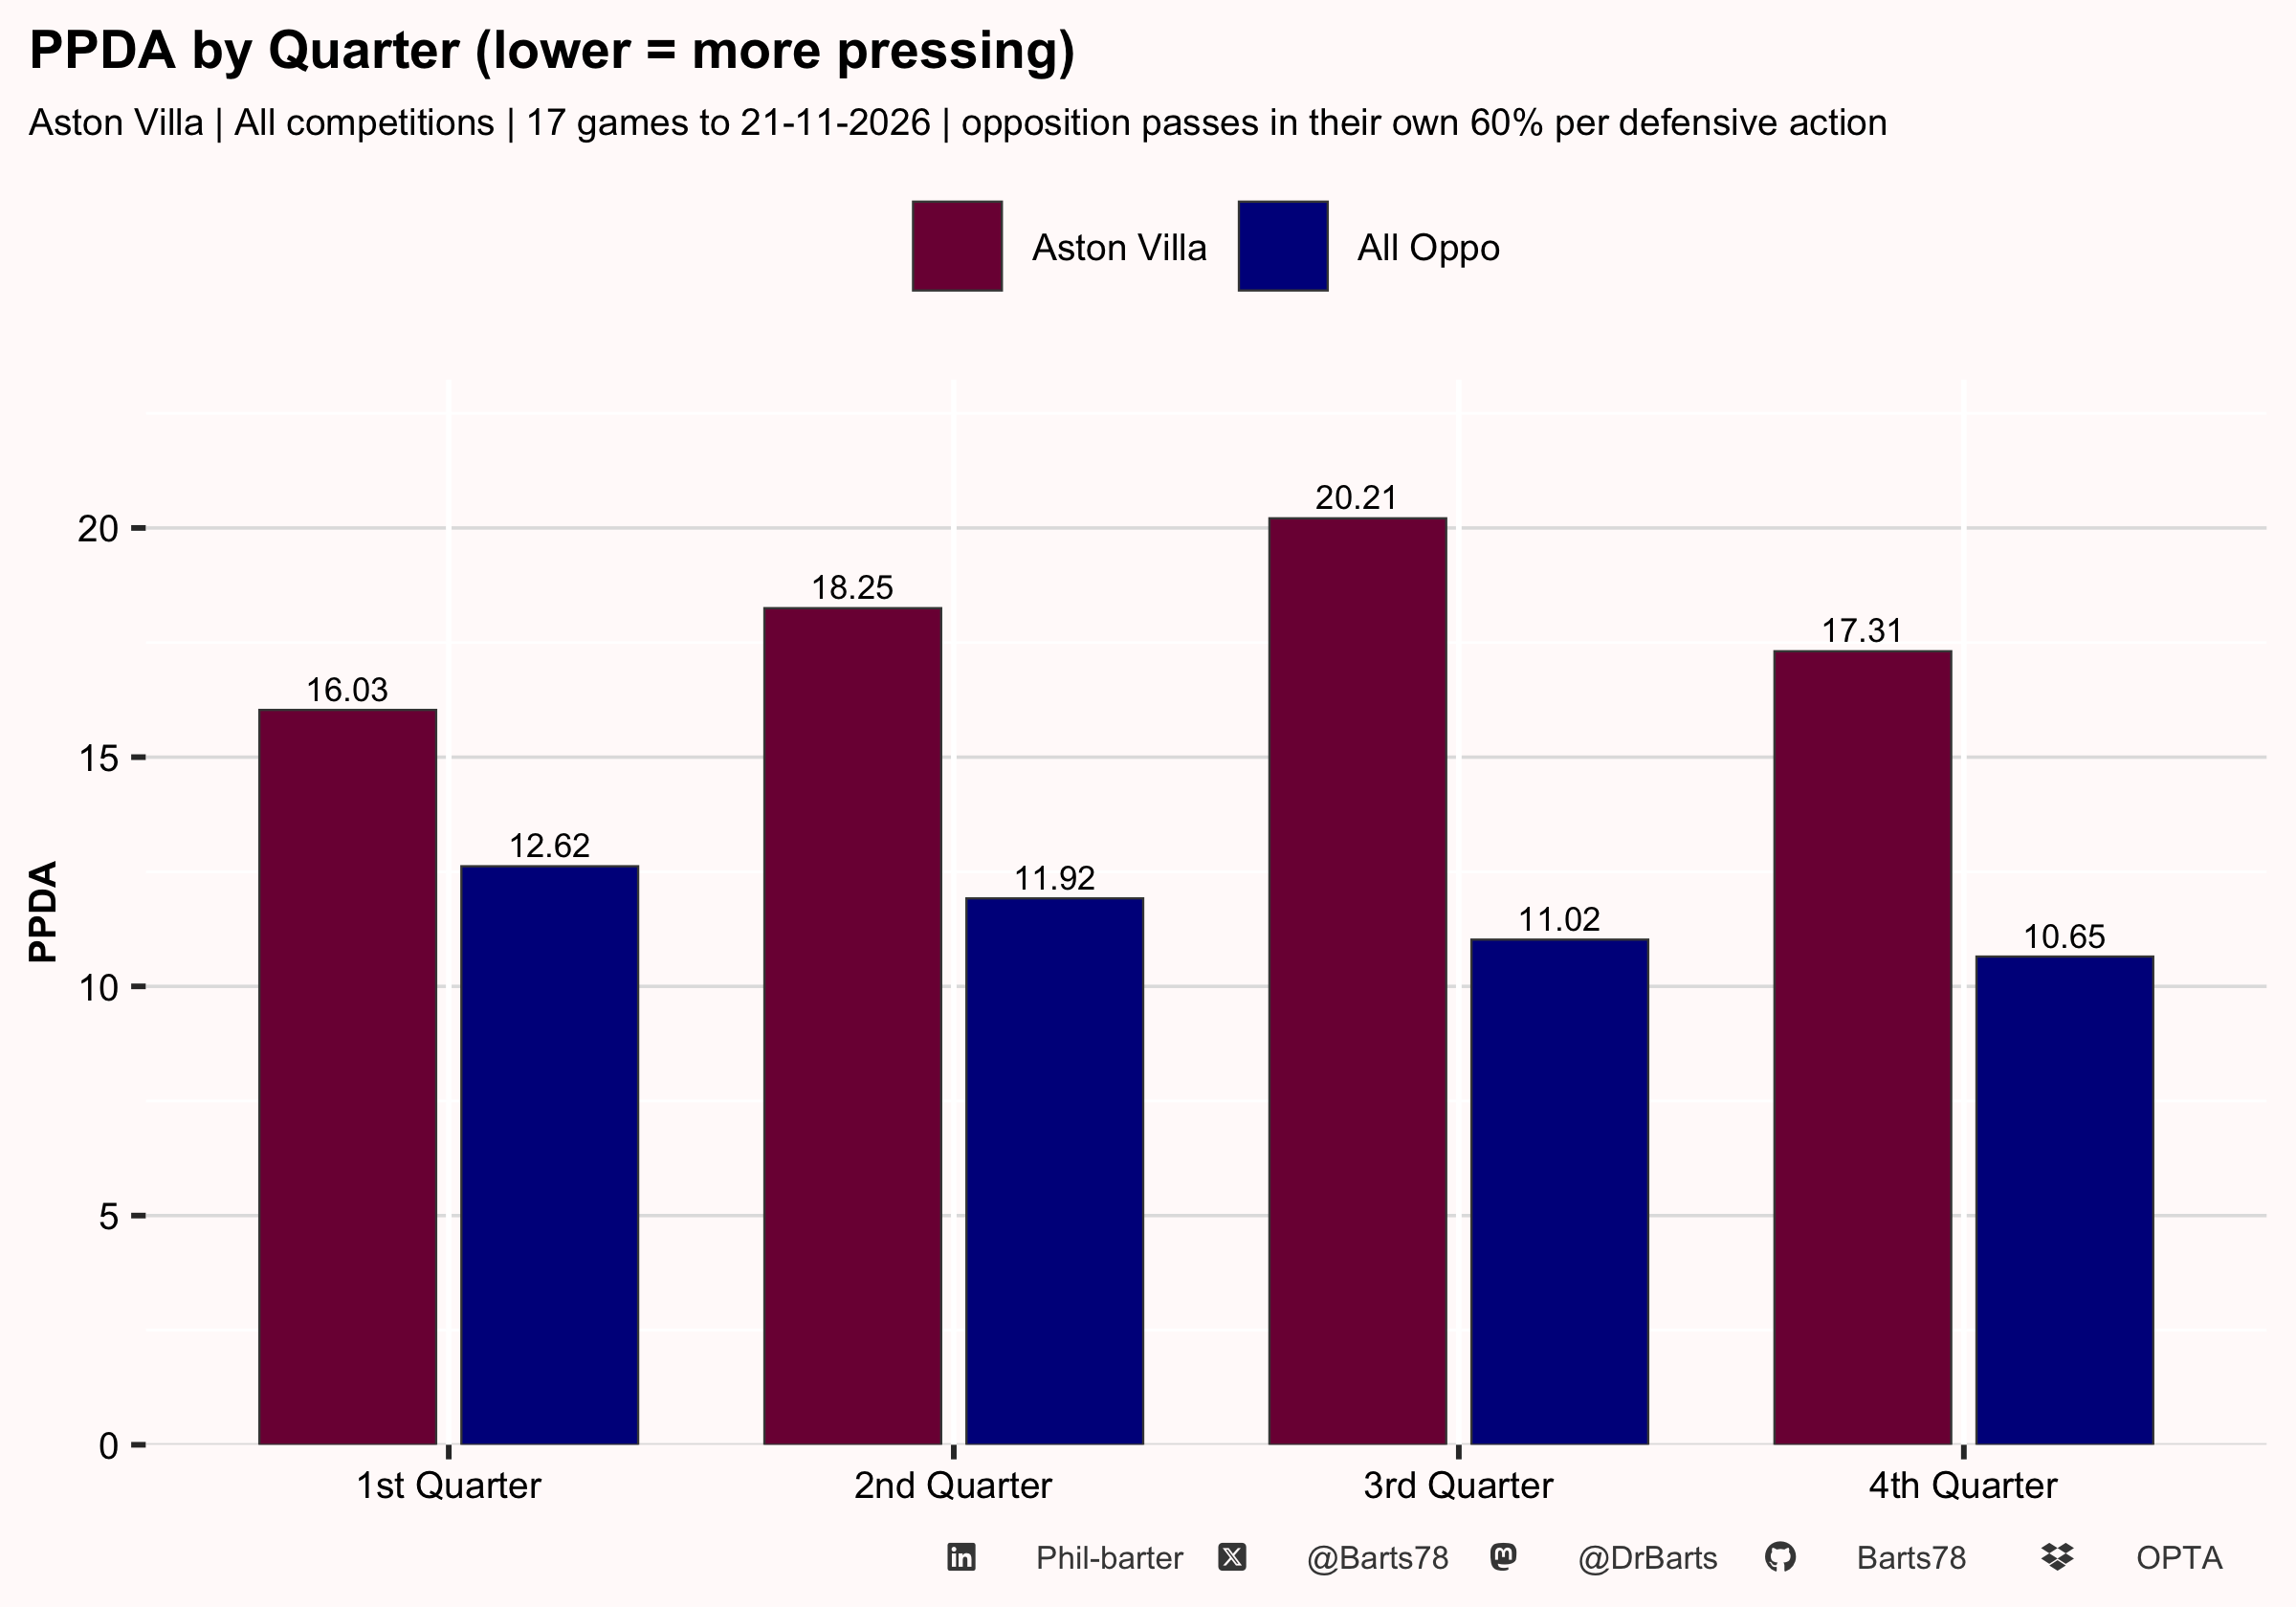 PPDA by Quarter (lower = more pressing)
Aston Villa | All competitions | 17 games to 21-11-2026 | opposition passes in their own 60% per defensive action
Aston Villa
All Oppo
PPDA
20
15
10
5
0
16.03
12.62
18.25
11.92
20.21
11.02
17.31
10.65
1st Quarter
2nd Quarter
3rd Quarter
4th Quarter
Phil-barter @Barts78 @DrBarts Barts78 OPTA